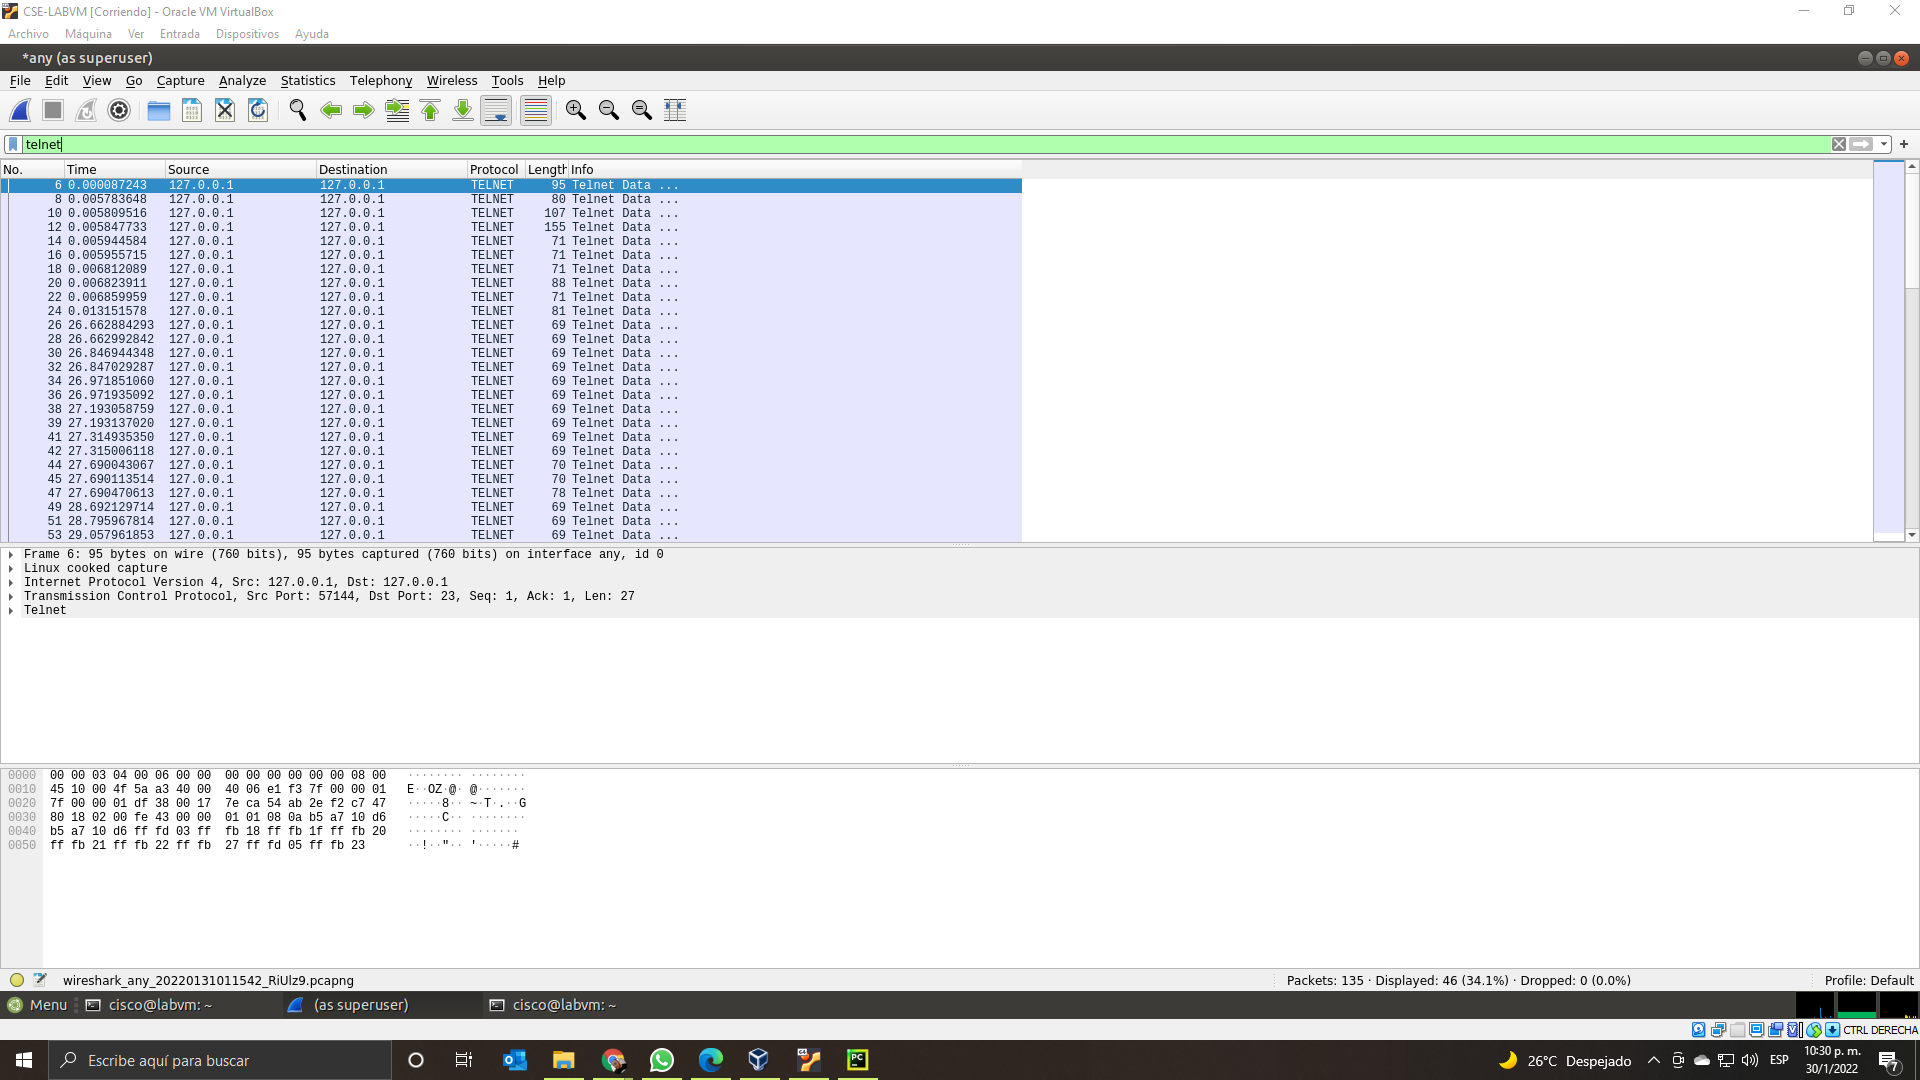 CSE-LABVM [Corriendo] - Oracle VM VirtualBox
Archivo Máquina Ver Entrada Dispositivos Ayuda
*any (as superuser)
File Edit View Go Capture Analyze Statistics Telephony Wireless Tools Help
telnet
No. Time Source Destination Protocol Length Info
6 0.000087243 127.0.0.1 127.0.0.1 TELNET 95 Telnet Data ...
8 0.005783648 127.0.0.1 127.0.0.1 TELNET 80 Telnet Data ...
10 0.005809516 127.0.0.1 127.0.0.1 TELNET 107 Telnet Data ...
12 0.005847733 127.0.0.1 127.0.0.1 TELNET 155 Telnet Data ...
14 0.005944584 127.0.0.1 127.0.0.1 TELNET 71 Telnet Data ...
16 0.005955715 127.0.0.1 127.0.0.1 TELNET 71 Telnet Data ...
18 0.006812089 127.0.0.1 127.0.0.1 TELNET 71 Telnet Data ...
20 0.006823911 127.0.0.1 127.0.0.1 TELNET 88 Telnet Data ...
22 0.006859959 127.0.0.1 127.0.0.1 TELNET 71 Telnet Data ...
24 0.013151578 127.0.0.1 127.0.0.1 TELNET 81 Telnet Data ...
26 26.662884293 127.0.0.1 127.0.0.1 TELNET 69 Telnet Data ...
28 26.662992842 127.0.0.1 127.0.0.1 TELNET 69 Telnet Data ...
30 26.846944348 127.0.0.1 127.0.0.1 TELNET 69 Telnet Data ...
32 26.847029287 127.0.0.1 127.0.0.1 TELNET 69 Telnet Data ...
34 26.971851060 127.0.0.1 127.0.0.1 TELNET 69 Telnet Data ...
36 26.971935092 127.0.0.1 127.0.0.1 TELNET 69 Telnet Data ...
38 27.193058759 127.0.0.1 127.0.0.1 TELNET 69 Telnet Data ...
39 27.193137020 127.0.0.1 127.0.0.1 TELNET 69 Telnet Data ...
41 27.314935350 127.0.0.1 127.0.0.1 TELNET 69 Telnet Data ...
42 27.315006118 127.0.0.1 127.0.0.1 TELNET 69 Telnet Data ...
44 27.690043067 127.0.0.1 127.0.0.1 TELNET 70 Telnet Data ...
45 27.690113514 127.0.0.1 127.0.0.1 TELNET 70 Telnet Data ...
47 27.690470613 127.0.0.1 127.0.0.1 TELNET 78 Telnet Data ...
49 28.692129714 127.0.0.1 127.0.0.1 TELNET 69 Telnet Data ...
51 28.795967814 127.0.0.1 127.0.0.1 TELNET 69 Telnet Data ...
53 29.057961853 127.0.0.1 127.0.0.1 TELNET 69 Telnet Data ...
Frame 6: 95 bytes on wire (760 bits), 95 bytes captured (760 bits) on interface any, id 0
Linux cooked capture
Internet Protocol Version 4, Src: 127.0.0.1, Dst: 127.0.0.1
Transmission Control Protocol, Src Port: 57144, Dst Port: 23, Seq: 1, Ack: 1, Len: 27
Telnet
0000 00 00 03 04 00 06 00 00 00 00 00 00 00 00 08 00 ········ ········
0010 45 10 00 4f 5a a3 40 00 40 06 e1 f3 7f 00 00 01 E··OZ·@· @·······
0020 7f 00 00 01 df 38 00 17 7e ca 54 ab 2e f2 c7 47 ·····8·· ~·T·.··G
0030 80 18 02 00 fe 43 00 00 01 01 08 0a b5 a7 10 d6 ·····C·· ········
0040 b5 a7 10 d6 ff fd 03 ff fb 18 ff fb 1f ff fb 20 ········ ·······
0050 ff fb 21 ff fb 22 ff fb 27 ff fd 05 ff fb 23 ··!··"·· '·····#
wireshark_any_20220131011542_RiUlz9.pcapng
Packets: 135 · Displayed: 46 (34.1%) · Dropped: 0 (0.0%)
Profile: Default
Menu cisco@labvm: ~ (as superuser) cisco@labvm: ~
CTRL DERECHA
Escribe aquí para buscar
PC
26°C Despejado
ESP
10:30 p. m.
30/1/2022
7